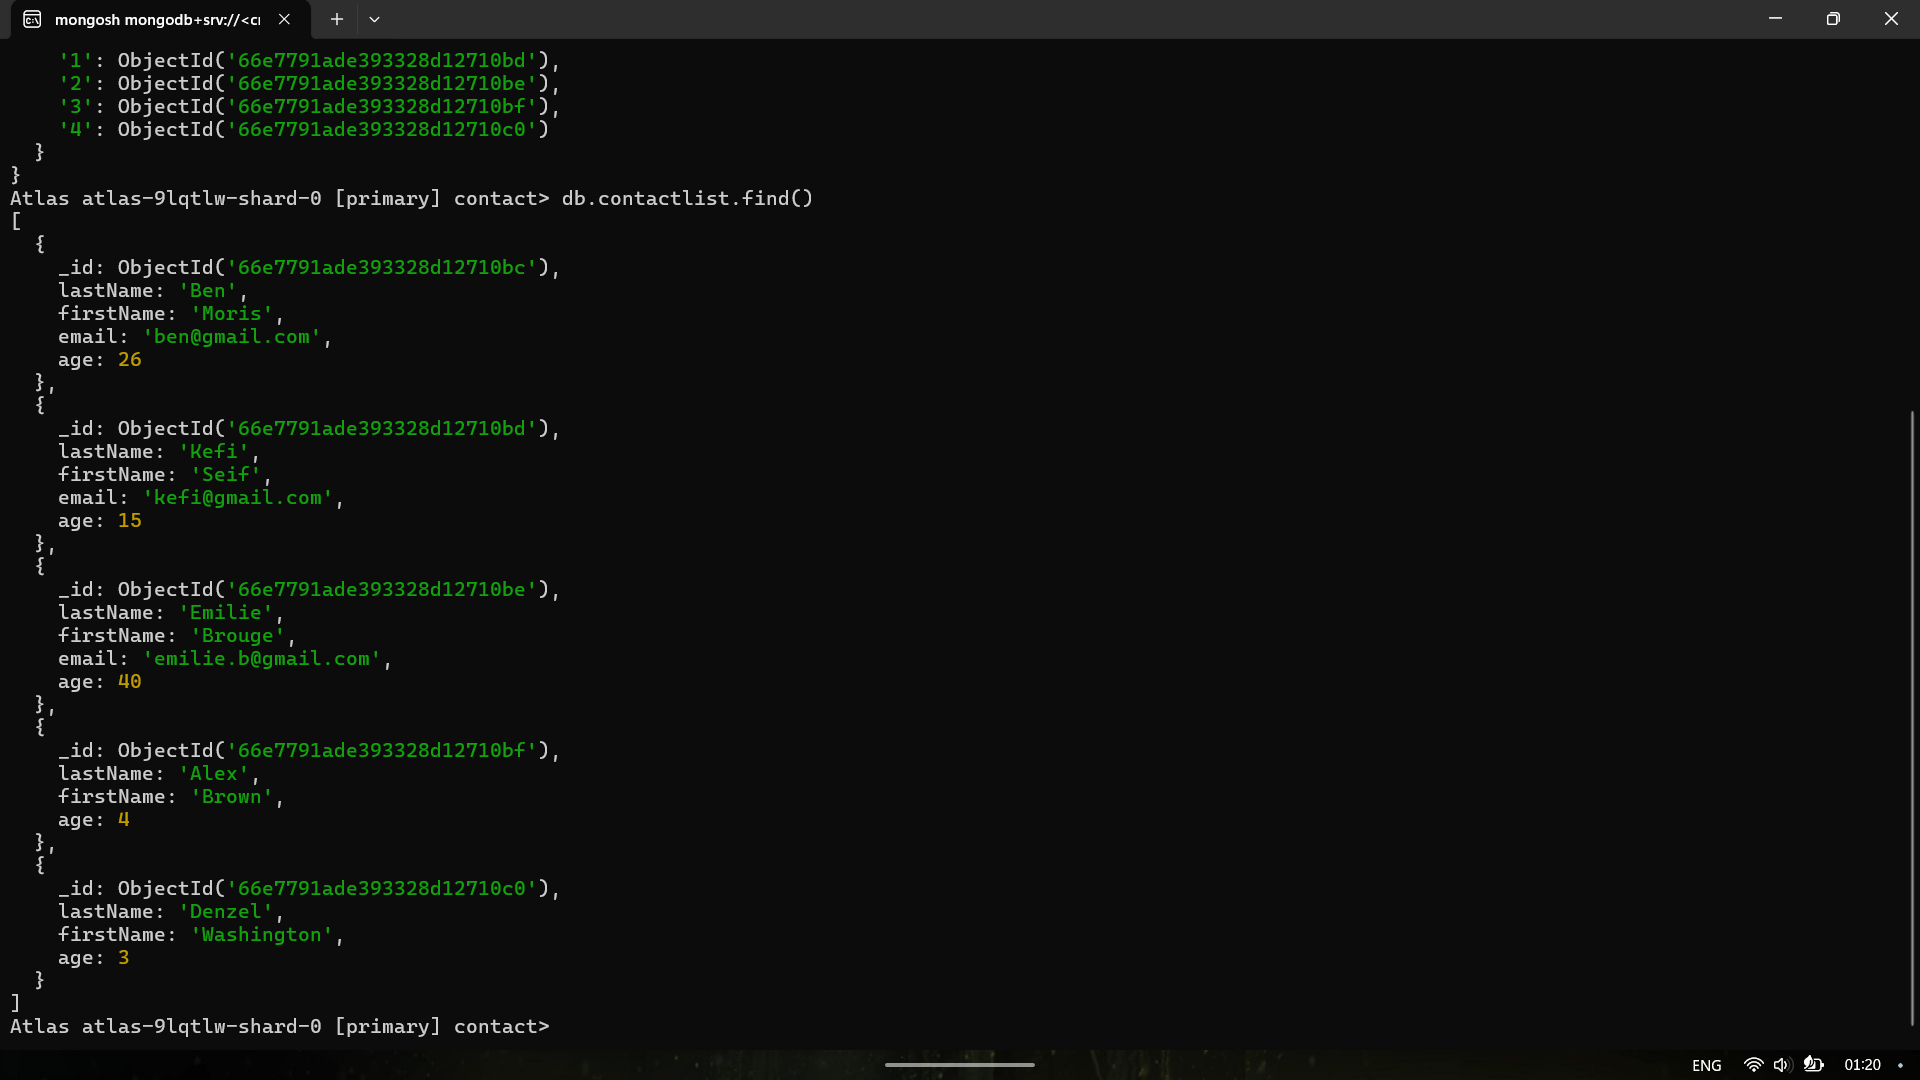 mongosh mongodb+srv://<cr
    '1': ObjectId('66e7791ade393328d12710bd'),
    '2': ObjectId('66e7791ade393328d12710be'),
    '3': ObjectId('66e7791ade393328d12710bf'),
    '4': ObjectId('66e7791ade393328d12710c0')
  }
}
Atlas atlas-9lqtlw-shard-0 [primary] contact> db.contactlist.find()
[
  {
    _id: ObjectId('66e7791ade393328d12710bc'),
    lastName: 'Ben',
    firstName: 'Moris',
    email: 'ben@gmail.com',
    age: 26
  },
  {
    _id: ObjectId('66e7791ade393328d12710bd'),
    lastName: 'Kefi',
    firstName: 'Seif',
    email: 'kefi@gmail.com',
    age: 15
  },
  {
    _id: ObjectId('66e7791ade393328d12710be'),
    lastName: 'Emilie',
    firstName: 'Brouge',
    email: 'emilie.b@gmail.com',
    age: 40
  },
  {
    _id: ObjectId('66e7791ade393328d12710bf'),
    lastName: 'Alex',
    firstName: 'Brown',
    age: 4
  },
  {
    _id: ObjectId('66e7791ade393328d12710c0'),
    lastName: 'Denzel',
    firstName: 'Washington',
    age: 3
  }
]
Atlas atlas-9lqtlw-shard-0 [primary] contact>
ENG 01:20